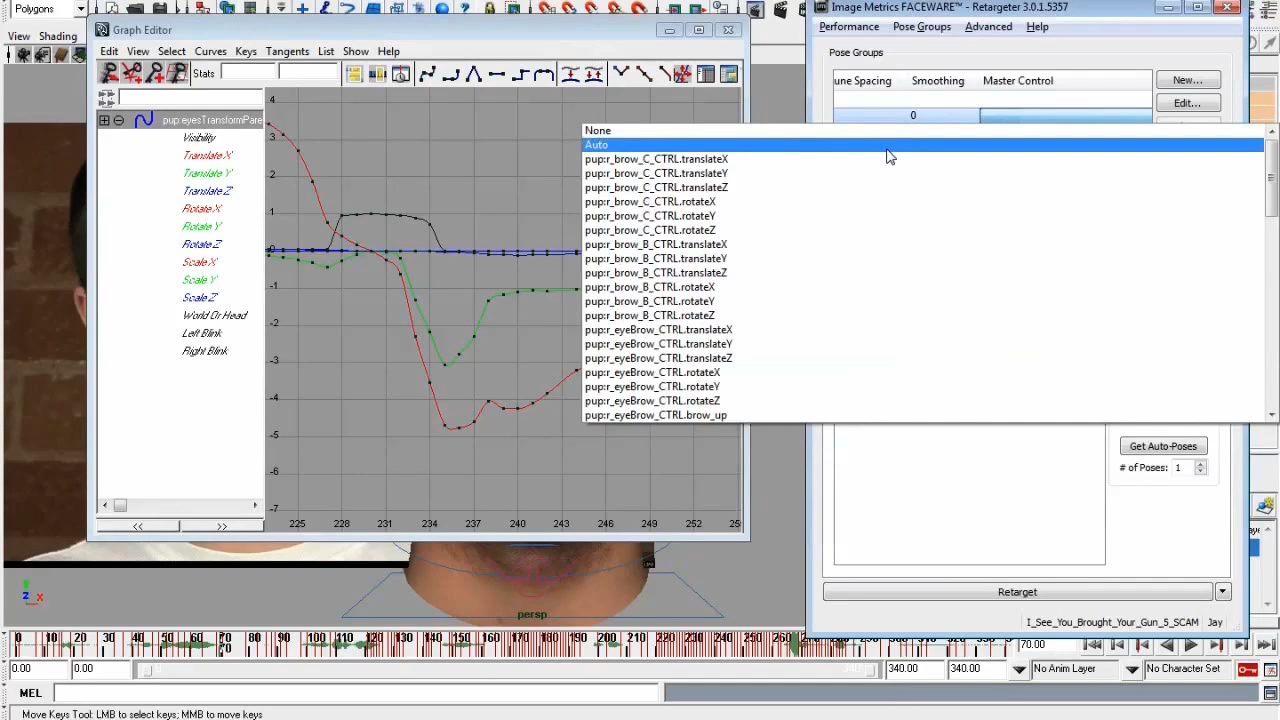 Polygons
View Shading
Graph Editor
Edit View Select Curves Keys Tangents List Show Help
Stats
pup:eyesTransformPare
Visibility
Translate X
Translate Y
Translate Z
Rotate X
Rotate Y
Rotate Z
Scale X
Scale Y
Scale Z
World Or Head
Left Blink
Right Blink
<< >>
4
3
2
1
0
-1
-2
-3
-4
-5
-6
-7
225 228 231 234 237 240 243 246 249 252 25
Image Metrics FACEWARE™ - Retargeter 3.0.1.5357
Performance Pose Groups Advanced Help
Pose Groups
une Spacing Smoothing Master Control
0
New...
Edit...
None
Auto
pup:r_brow_C_CTRL.translateX
pup:r_brow_C_CTRL.translateY
pup:r_brow_C_CTRL.translateZ
pup:r_brow_C_CTRL.rotateX
pup:r_brow_C_CTRL.rotateY
pup:r_brow_C_CTRL.rotateZ
pup:r_brow_B_CTRL.translateX
pup:r_brow_B_CTRL.translateY
pup:r_brow_B_CTRL.translateZ
pup:r_brow_B_CTRL.rotateX
pup:r_brow_B_CTRL.rotateY
pup:r_brow_B_CTRL.rotateZ
pup:r_eyeBrow_CTRL.translateX
pup:r_eyeBrow_CTRL.translateY
pup:r_eyeBrow_CTRL.translateZ
pup:r_eyeBrow_CTRL.rotateX
pup:r_eyeBrow_CTRL.rotateY
pup:r_eyeBrow_CTRL.rotateZ
pup:r_eyeBrow_CTRL.brow_up
Get Auto-Poses
# of Poses: 1
Retarget
I_See_You_Brought_Your_Gun_5_SCAM Jay
z x
persp
0 10 20 30 40 50 60 70 80 90 100 110 120 130 140 150 160 170 180 190 200 210 220
70
70.00
0.00 0.00 340.00 340.00 No Anim Layer No Character Set
MEL
Move Keys Tool: LMB to select keys; MMB to move keys